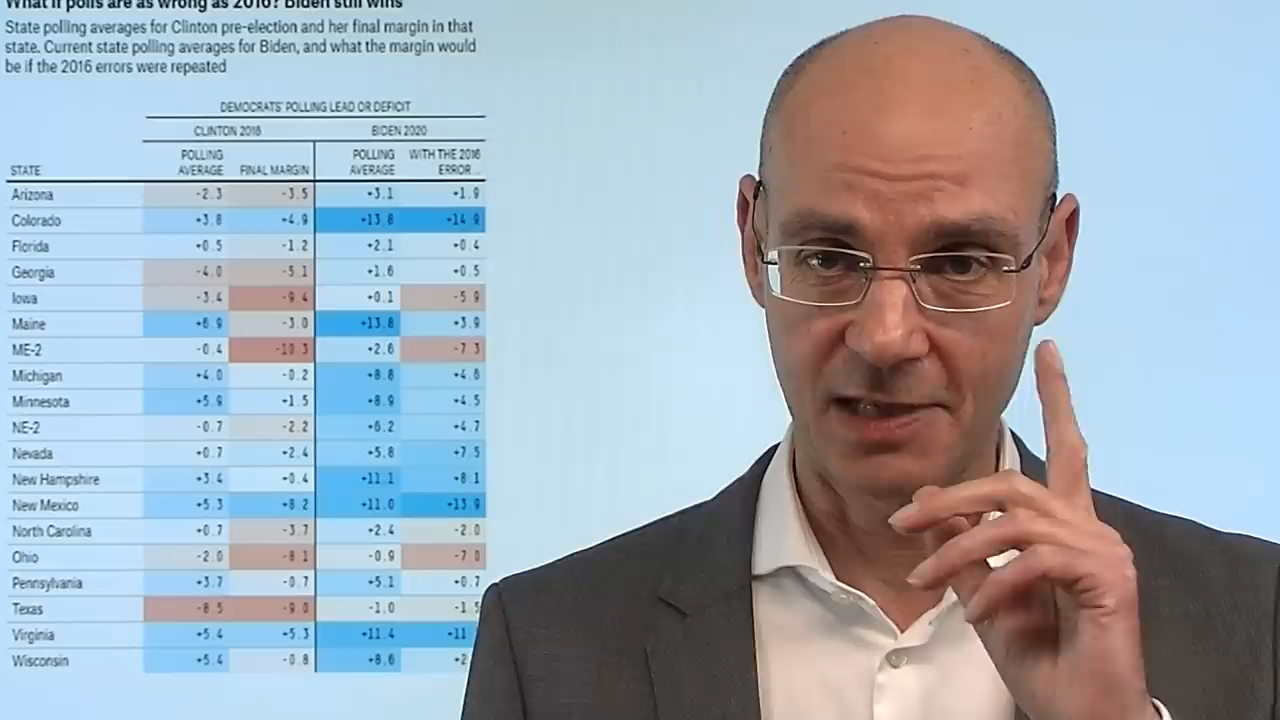 What if polls are as wrong as 2016? Biden still wins
State polling averages for Clinton pre-election and her final margin in that
state. Current state polling averages for Biden, and what the margin would
be if the 2016 errors were repeated
DEMOCRATS' POLLING LEAD OR DEFICIT
CLINTON 2016 BIDEN 2020
POLLING POLLING WITH THE 2016
STATE AVERAGE FINAL MARGIN AVERAGE ERROR...
Arizona -2.3 -3.5 +3.1 +1.9
Colorado +3.8 +4.9 +13.8 +14.9
Florida +0.5 -1.2 +2.1 +0.4
Georgia -4.0 -5.1 +1.6 +0.5
Iowa -3.4 -9.4 +0.1 -5.9
Maine +6.9 -3.0 +13.8 +3.9
ME-2 -0.4 -10.3 +2.6 -7.3
Michigan +4.0 -0.2 +8.8 +4.6
Minnesota +5.9 +1.5 +8.9 +4.5
NE-2 -0.7 -2.2 +6.2 +4.7
Nevada +0.7 +2.4 +5.8 +7.5
New Hampshire +3.4 +0.4 +11.1 +8.1
New Mexico +5.3 +8.2 +11.0 +13.9
North Carolina +0.7 -3.7 +2.4 -2.0
Ohio -2.0 -8.1 -0.9 -7.0
Pennsylvania +3.7 -0.7 +5.1 +0.7
Texas -8.5 -9.0 -1.0 -1.5
Virginia +5.4 +5.3 +11.4 +11
Wisconsin +5.4 -0.8 +8.6 +2